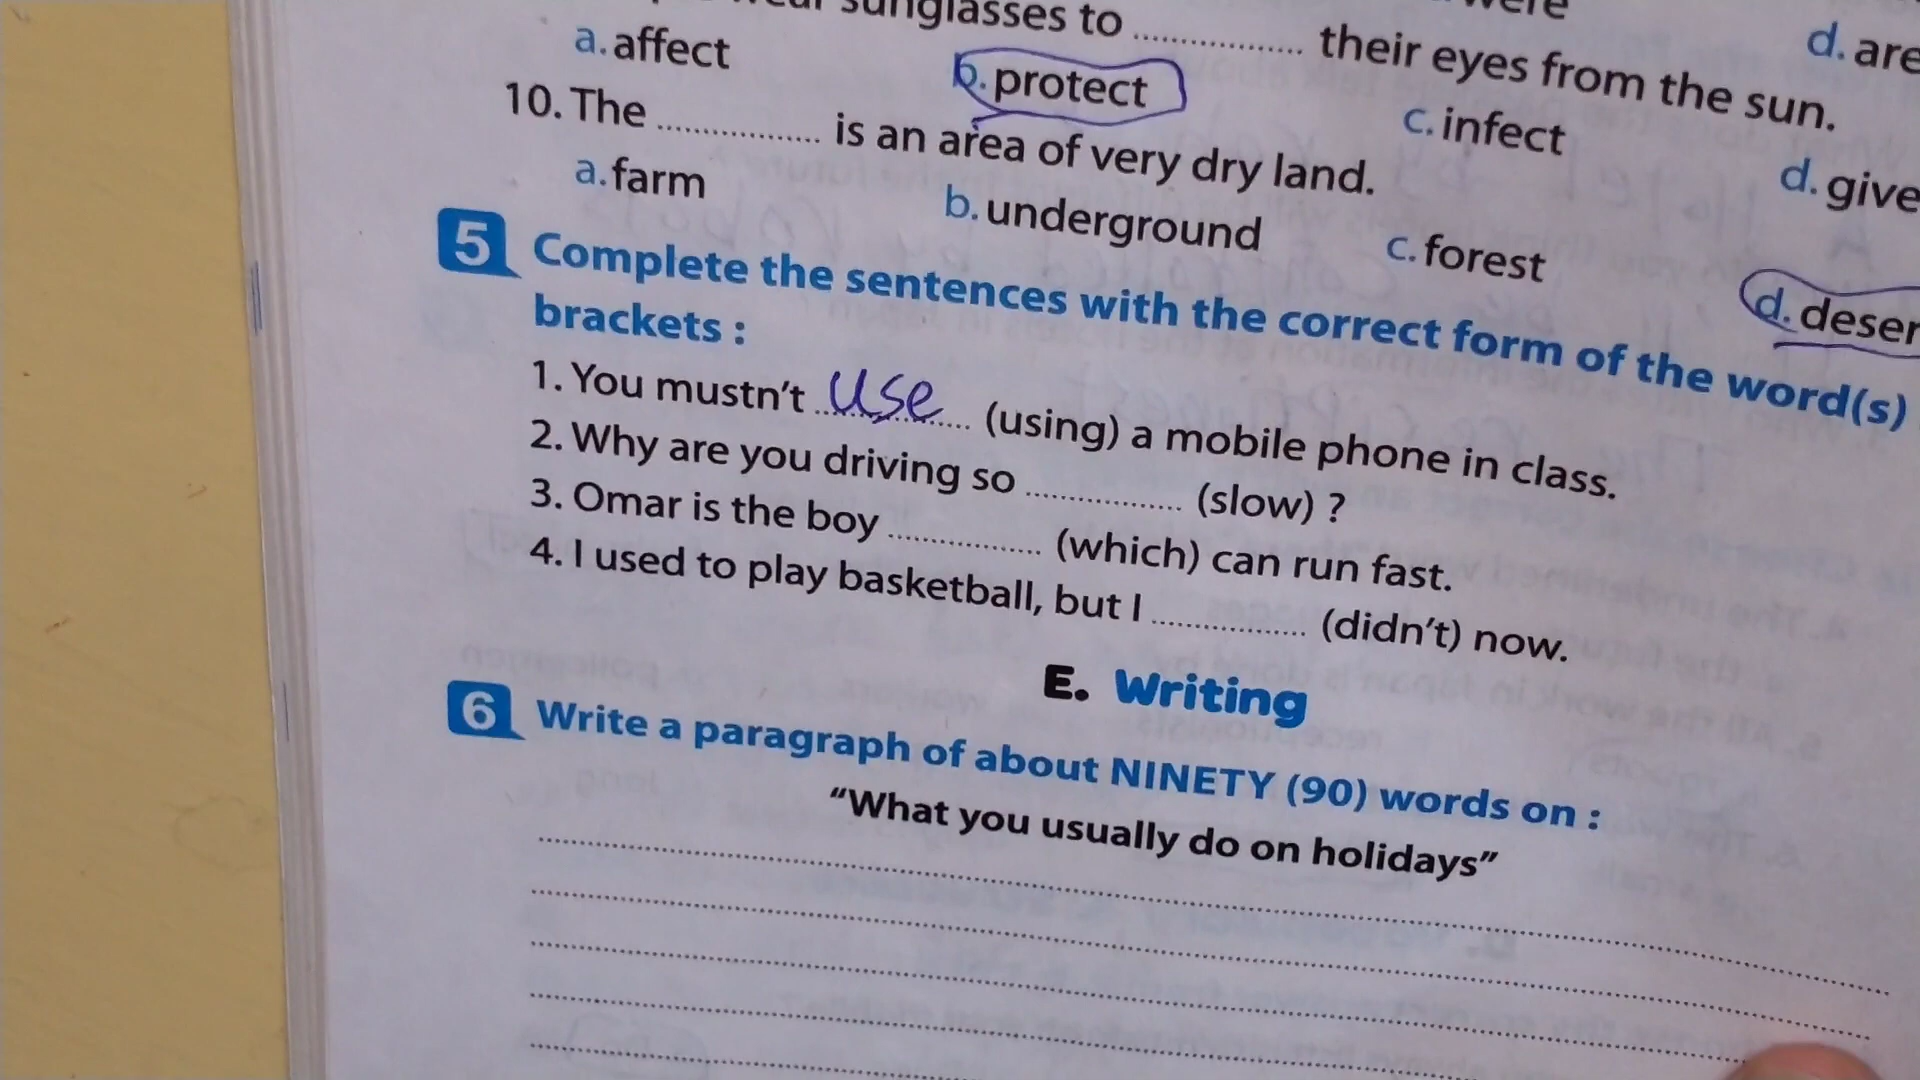 sunglasses to ................ their eyes from the sun.
a. affect b. protect c. infect d. give
d. are
10. The ................ is an area of very dry land.
a. farm b. underground c. forest d. deser
5 Complete the sentences with the correct form of the word(s)
brackets :
1. You mustn't use (using) a mobile phone in class.
2. Why are you driving so ................ (slow) ?
3. Omar is the boy ................ (which) can run fast.
4. I used to play basketball, but I ................ (didn't) now.
E. Writing
6 Write a paragraph of about NINETY (90) words on :
"What you usually do on holidays"